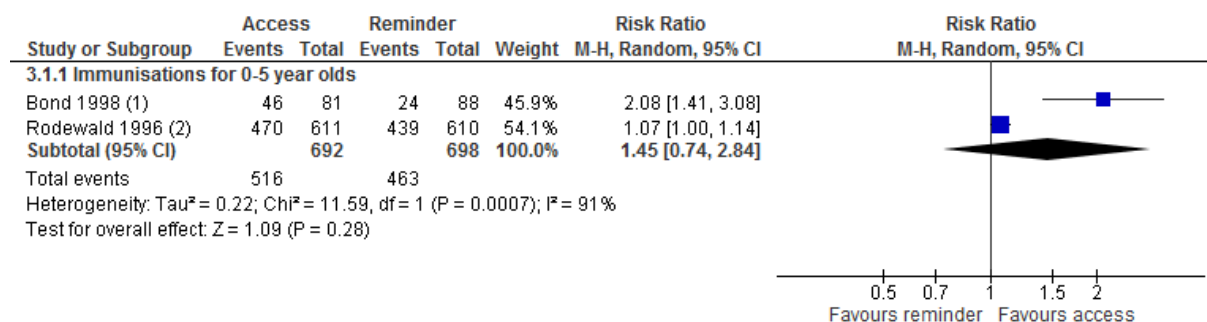 Access Reminder Risk Ratio Risk Ratio
Study or Subgroup Events Total Events Total Weight M-H, Random, 95% CI M-H, Random, 95% CI
3.1.1 Immunisations for 0-5 year olds
Bond 1998 (1) 46 81 24 88 45.9% 2.08 [1.41, 3.08]
Rodewald 1996 (2) 470 611 439 610 54.1% 1.07 [1.00, 1.14]
Subtotal (95% CI) 692 698 100.0% 1.45 [0.74, 2.84]
Total events 516 463
Heterogeneity: Tau² = 0.22; Chi² = 11.59, df = 1 (P = 0.0007); I² = 91%
Test for overall effect: Z = 1.09 (P = 0.28)
0.5 0.7 1 1.5 2
Favours reminder Favours access